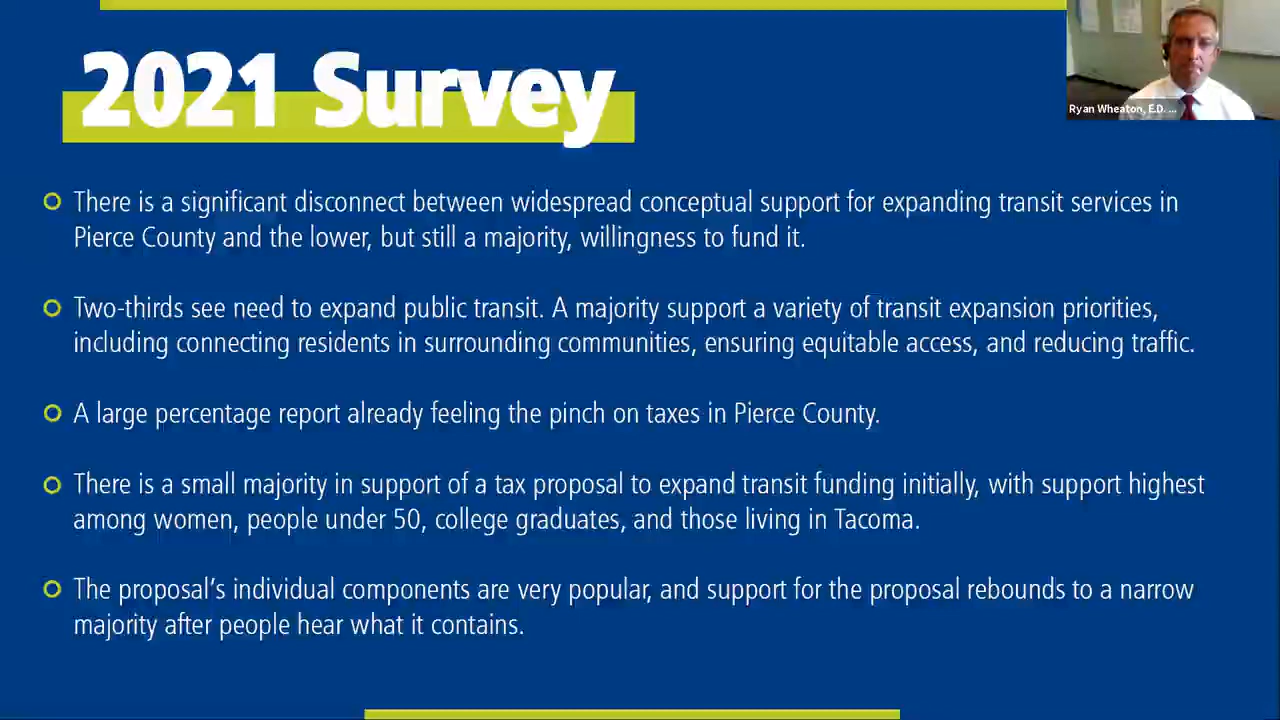 2021 Survey
Ryan Wheaton, E.D. ...
There is a significant disconnect between widespread conceptual support for expanding transit services in
Pierce County and the lower, but still a majority, willingness to fund it.
Two-thirds see need to expand public transit. A majority support a variety of transit expansion priorities,
including connecting residents in surrounding communities, ensuring equitable access, and reducing traffic.
A large percentage report already feeling the pinch on taxes in Pierce County.
There is a small majority in support of a tax proposal to expand transit funding initially, with support highest
among women, people under 50, college graduates, and those living in Tacoma.
The proposal’s individual components are very popular, and support for the proposal rebounds to a narrow
majority after people hear what it contains.